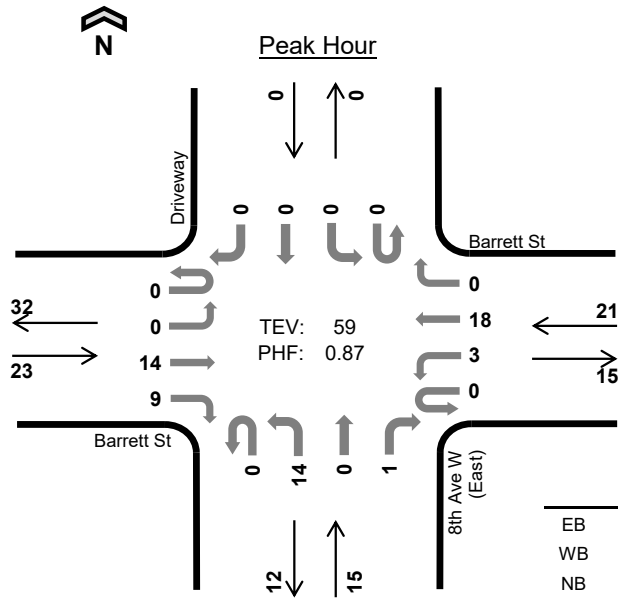 N
Peak Hour
0
0
Driveway
0
0
0
0
Barrett St
0
0
32
0
18
21
TEV: 59
PHF: 0.87
23
14
3
15
9
0
Barrett St
0
14
0
1
8th Ave W
(East)
12
15
EB
WB
NB